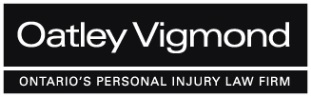 Oatley Vigmond
ONTARIO'S PERSONAL INJURY LAW FIRM